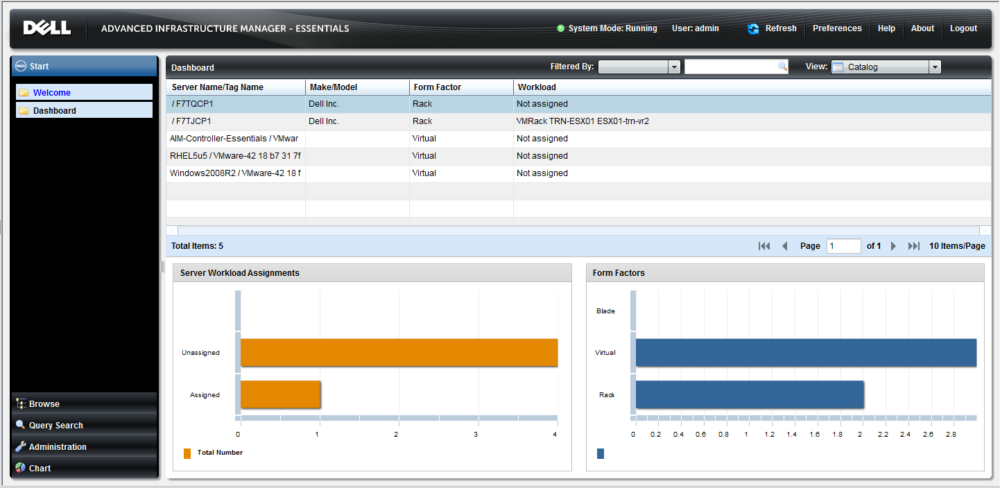 DELL
ADVANCED INFRASTRUCTURE MANAGER - ESSENTIALS
System Mode: Running User: admin Refresh Preferences Help About Logout
Start
Welcome
Dashboard
Browse
Query Search
Administration
Chart
Dashboard Filtered By: View: Catalog
Server Name/Tag Name Make/Model Form Factor Workload
/ F7TQCP1 Dell Inc. Rack Not assigned
/ F7TJCP1 Dell Inc. Rack VMRack TRN-ESX01 ESX01-trn-vr2
AIM-Controller-Essentials / VMwar Virtual Not assigned
RHEL5u5 / VMware-42 18 b7 31 7f Virtual Not assigned
Windows2008R2 / VMware-42 18 f Virtual Not assigned
Total Items: 5 Page 1 of 1 10 Items/Page
Server Workload Assignments
Unassigned
Assigned
0 1 2 3 4
Total Number
Form Factors
Blade
Virtual
Rack
0 0.2 0.4 0.6 0.8 1 1.2 1.4 1.6 1.8 2 2.2 2.4 2.6 2.8